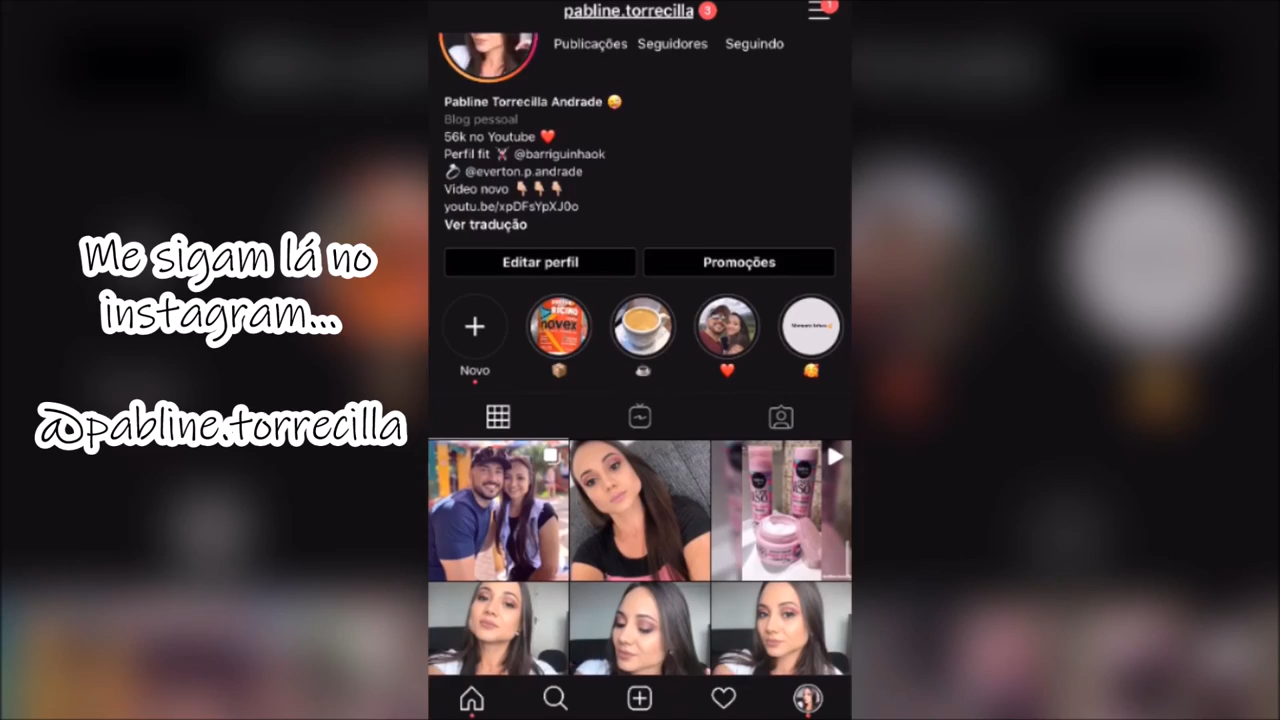 pabline.torrecilla 3
1
Publicações Seguidores Seguindo
Pabline Torrecilla Andrade 😜
Blog pessoal
56k no Youtube ❤️
Perfil fit 🏋️ @barriguinhaok
💍 @everton.p.andrade
Vídeo novo 👇🏻👇🏻👇🏻
youtu.be/xpDFsYpXJ0o
Ver tradução
Editar perfil
Promoções
novex
Novo
Me sigam lá no
instagram...
@pabline.torrecilla